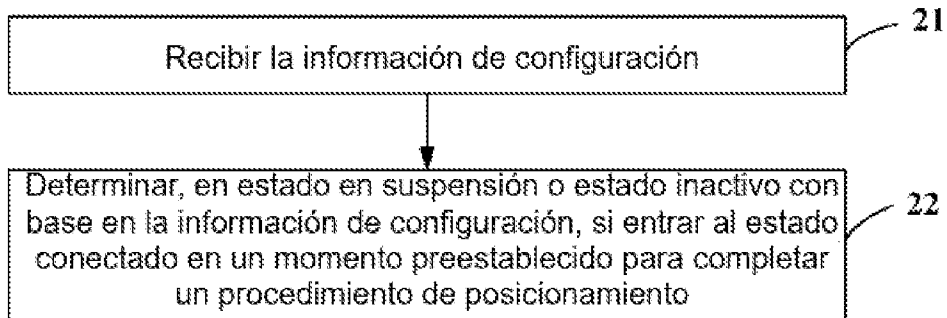 21
Recibir la información de configuración
Determinar, en estado en suspensión o estado inactivo con
base en la información de configuración, si entrar al estado
conectado en un momento preestablecido para completar
un procedimiento de posicionamiento
22